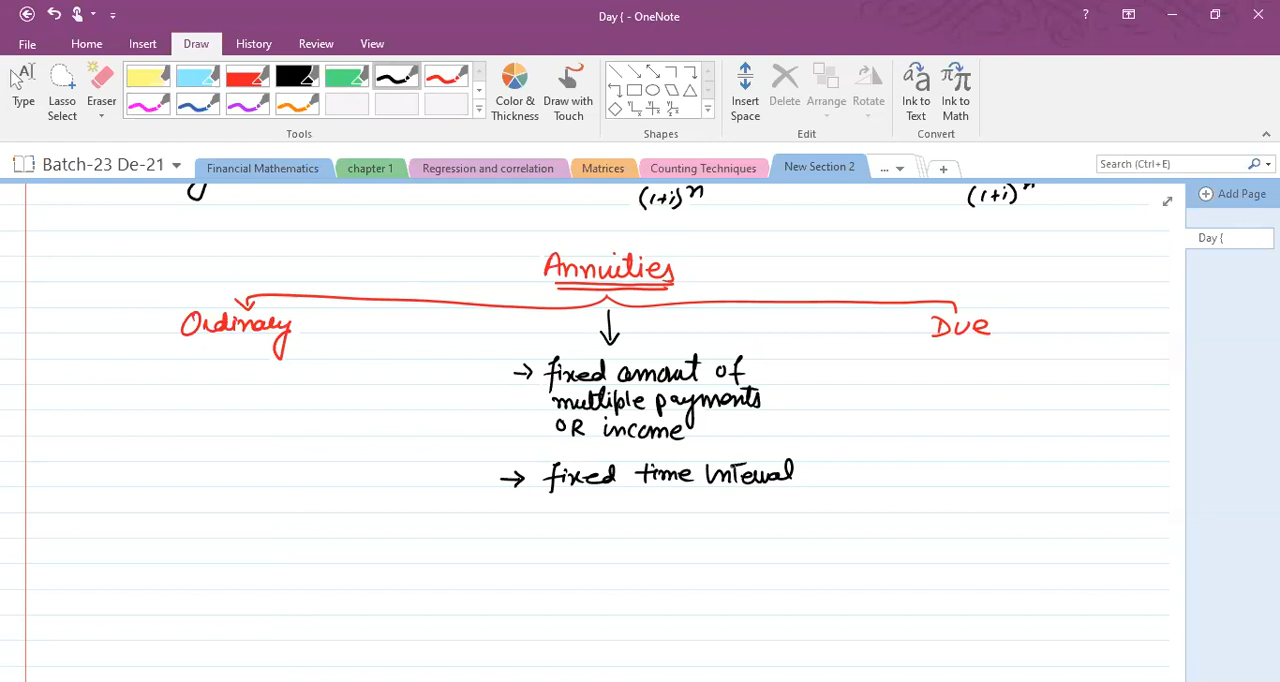 Day { - OneNote
?
File Home Insert Draw History Review View
Type
Lasso Select
Eraser
Color & Thickness
Draw with Touch
Insert Space
Delete
Arrange
Rotate
Ink to Text
Ink to Math
Tools
Shapes
Edit
Convert
Batch-23 De-21
Financial Mathematics
chapter 1
Regression and correlation
Matrices
Counting Techniques
New Section 2
...
Search (Ctrl+E)
Add Page
Day {
(1+i)^n (1+i)^n
Annuities
Ordinary Due
→ fixed amount of
multiple payments
OR income
→ fixed time Interval